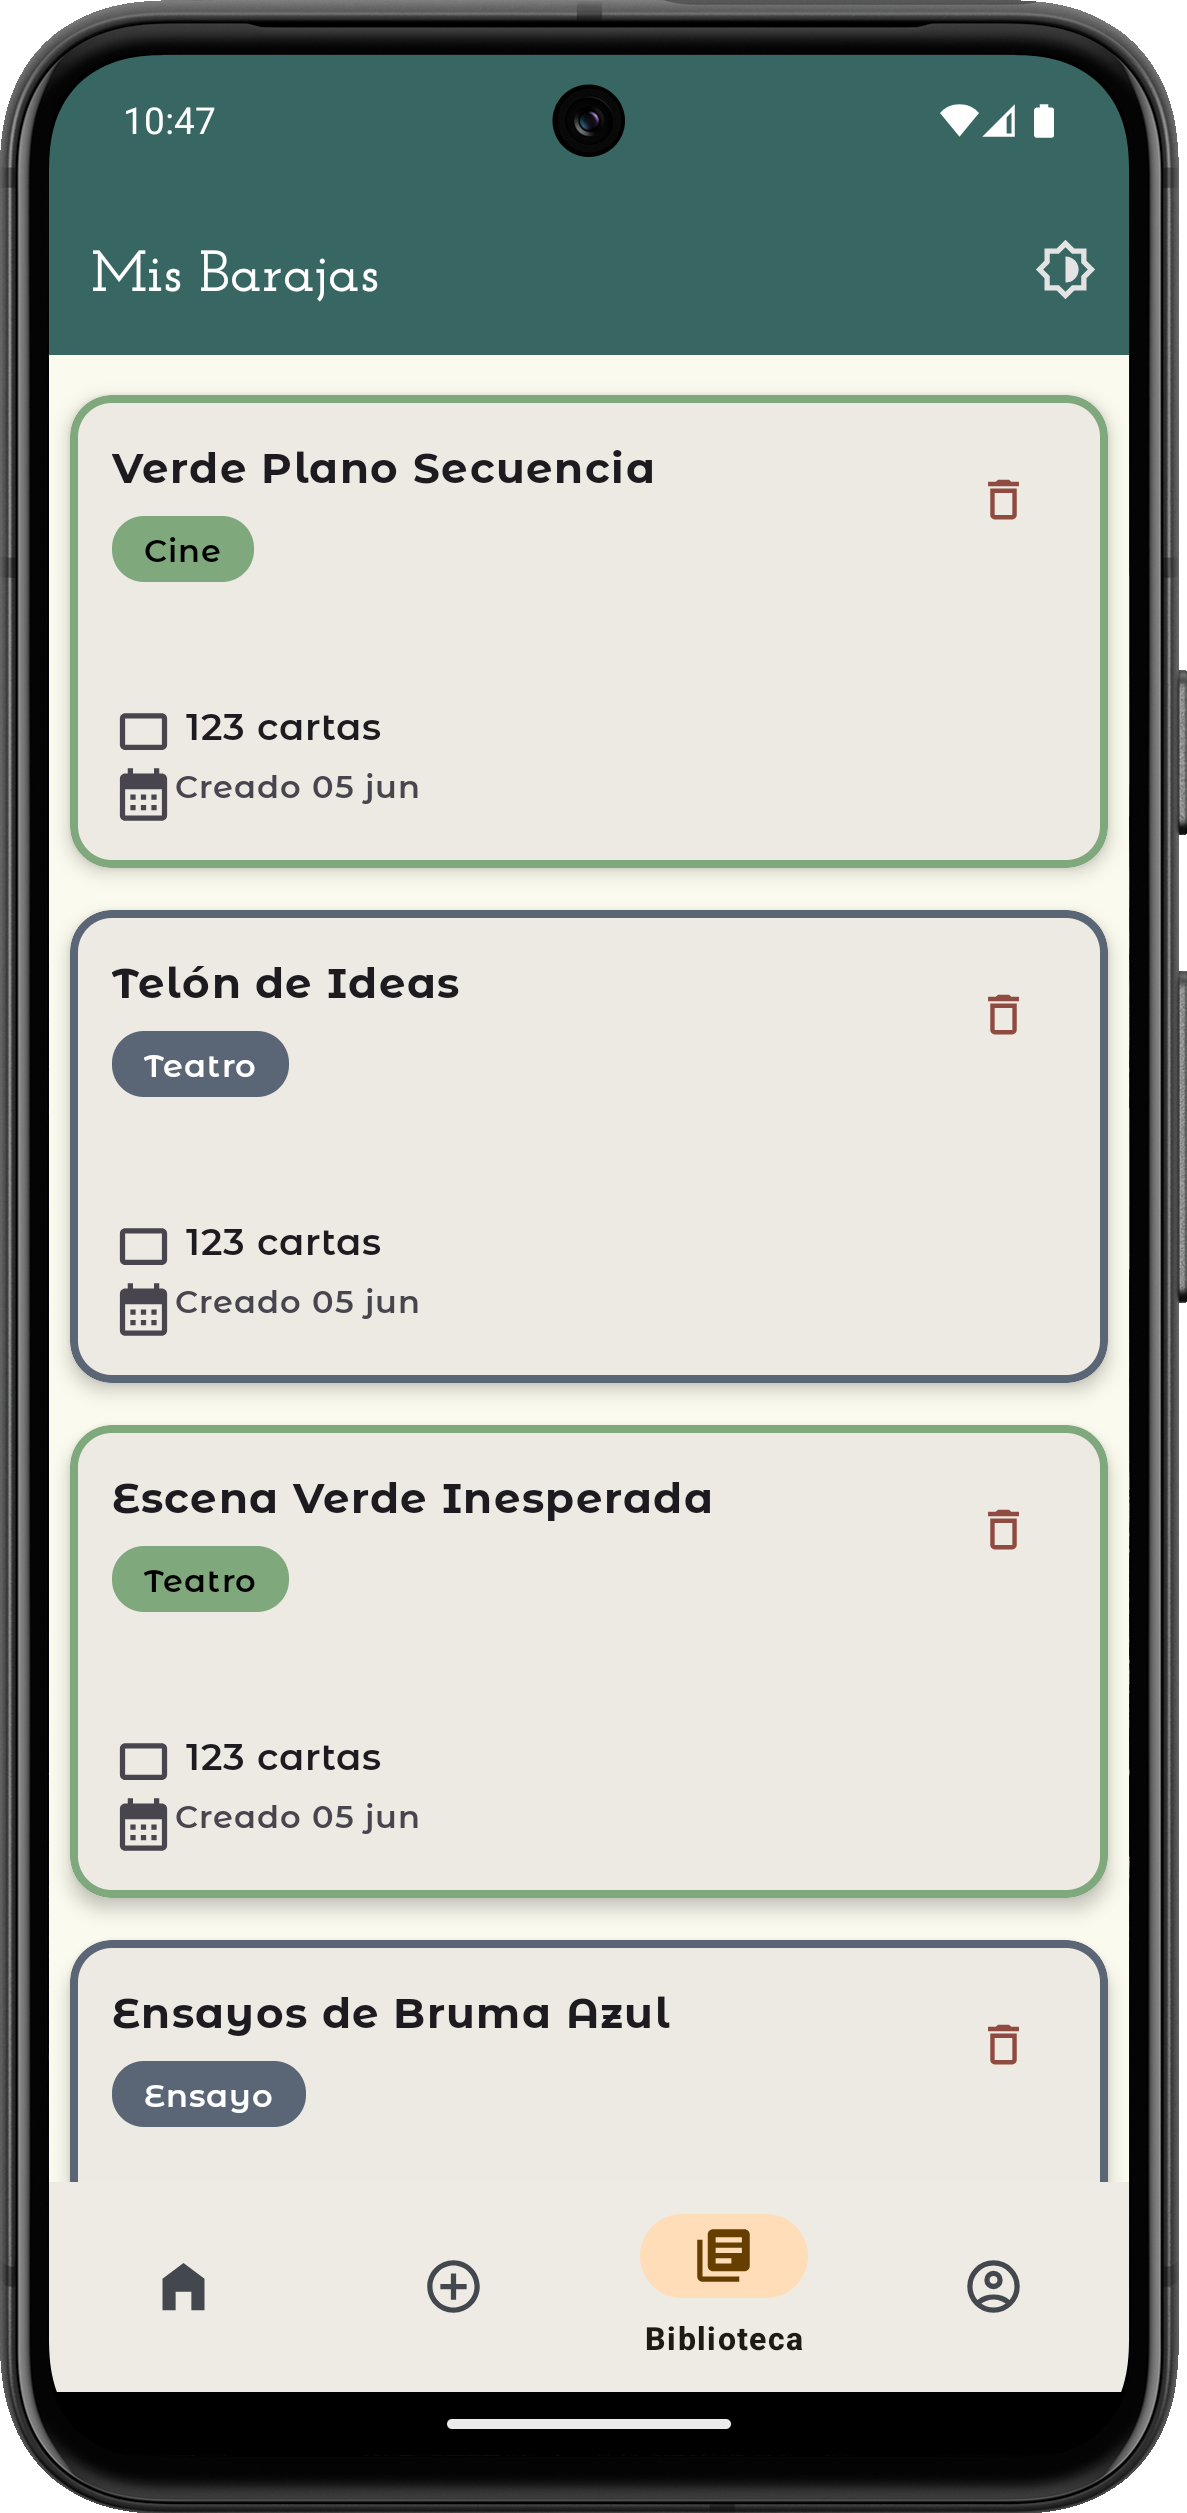 10:47
Mis Barajas
Verde Plano Secuencia
Cine
123 cartas
Creado 05 jun
Telón de Ideas
Teatro
123 cartas
Creado 05 jun
Escena Verde Inesperada
Teatro
123 cartas
Creado 05 jun
Ensayos de Bruma Azul
Ensayo
Biblioteca